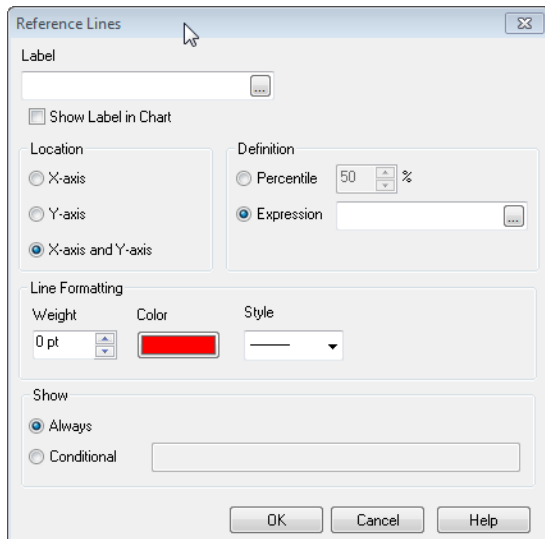 Reference Lines
Label
...
Show Label in Chart
Location
X-axis
Y-axis
X-axis and Y-axis
Definition
Percentile 50 %
Expression ...
Line Formatting
Weight Color Style
0 pt
Show
Always
Conditional
OK Cancel Help